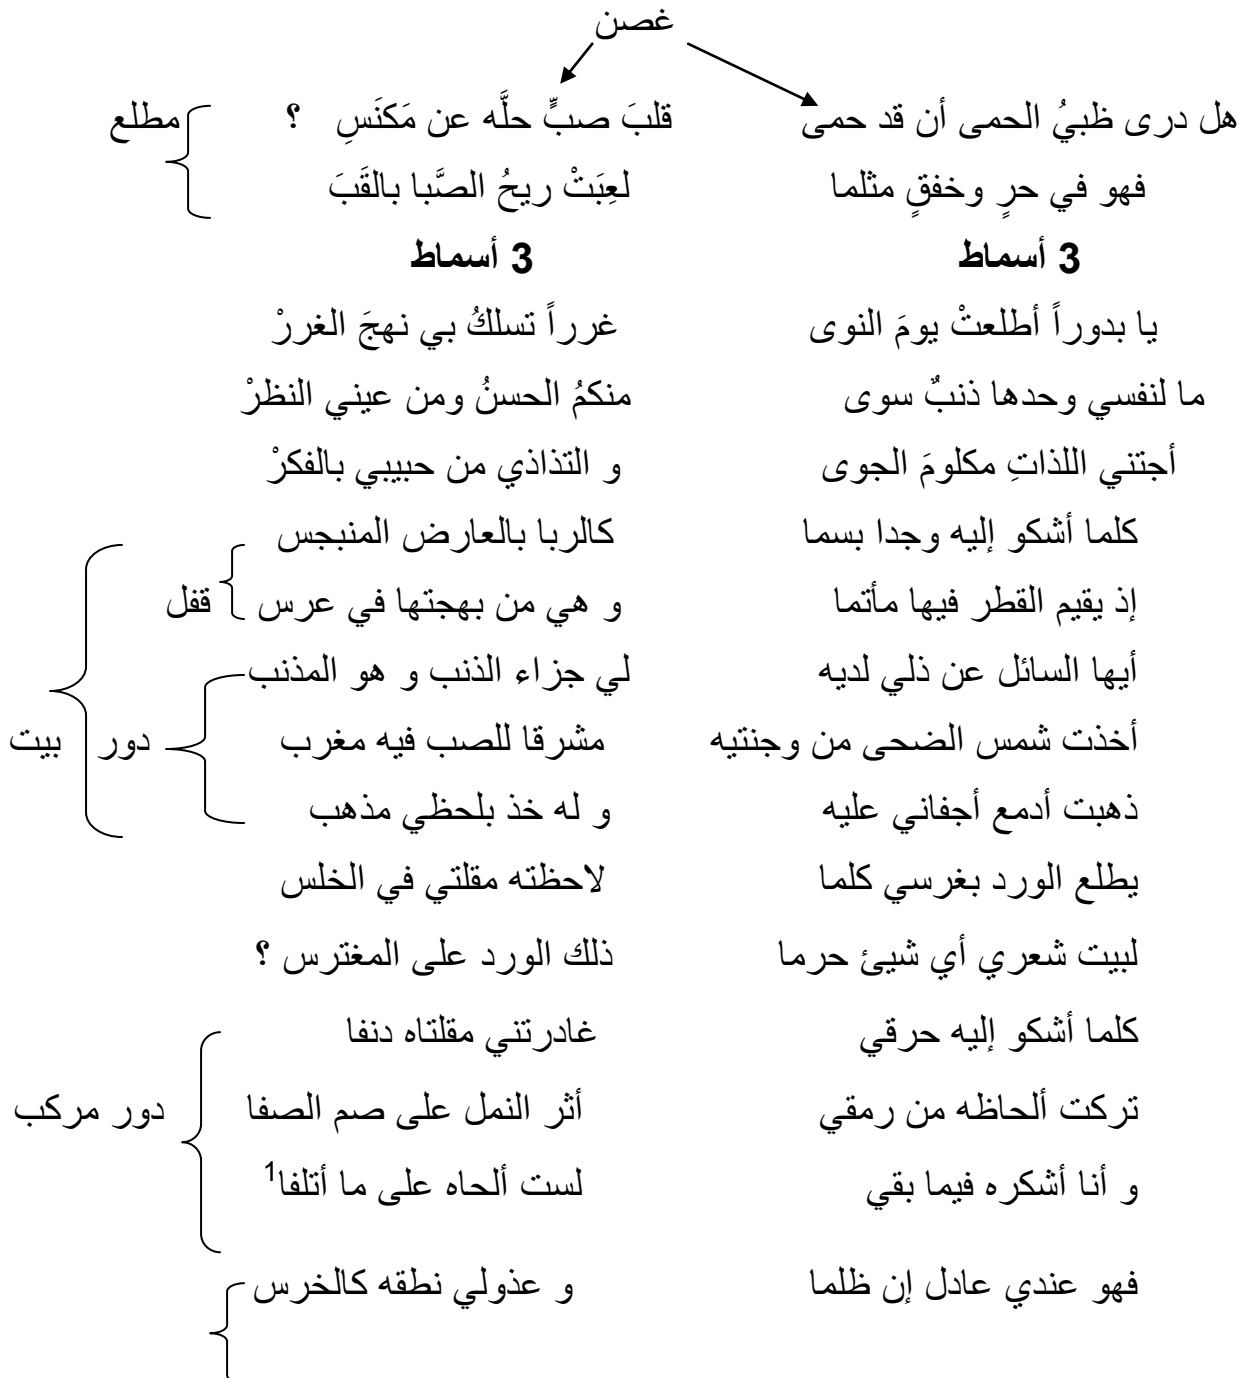 غصن
هل درى ظبيُ الحمى أن قد حمى قلبَ صبٍّ حلَّه عن مَكنَسِ ؟ مطلع
فهو في حرٍ وخفقٍ مثلما لعِبَتْ ريحُ الصَّبا بالقَبَ
3 أسماط 3 أسماط
يا بدوراً أطلعتْ يومَ النوى غرراً تسلكُ بي نهجَ الغررْ
ما لنفسي وحدها ذنبٌ سوى منكمُ الحسنُ ومن عيني النظرْ
أجتني اللذاتِ مكلومَ الجوى و التذاذي من حبيبي بالفكرْ
كلما أشكو إليه وجدا بسما كالربا بالعارض المنبجس
إذ يقيم القطر فيها مأتما و هي من بهجتها في عرس قفل
أيها السائل عن ذلي لديه لي جزاء الذنب و هو المذنب
أخذت شمس الضحى من وجنتيه مشرقا للصب فيه مغرب دور بيت
ذهبت أدمع أجفاني عليه و له خذ بلحظي مذهب
يطلع الورد بغرسي كلما لاحظته مقلتي في الخلس
لبيت شعري أي شيئ حرما ذلك الورد على المغترس ؟
كلما أشكو إليه حرقي غادرتني مقلتاه دنفا
تركت ألحاظه من رمقي أثر النمل على صم الصفا دور مركب
و أنا أشكره فيما بقي لست ألحاه على ما أتلفا1
فهو عندي عادل إن ظلما و عذولي نطقه كالخرس